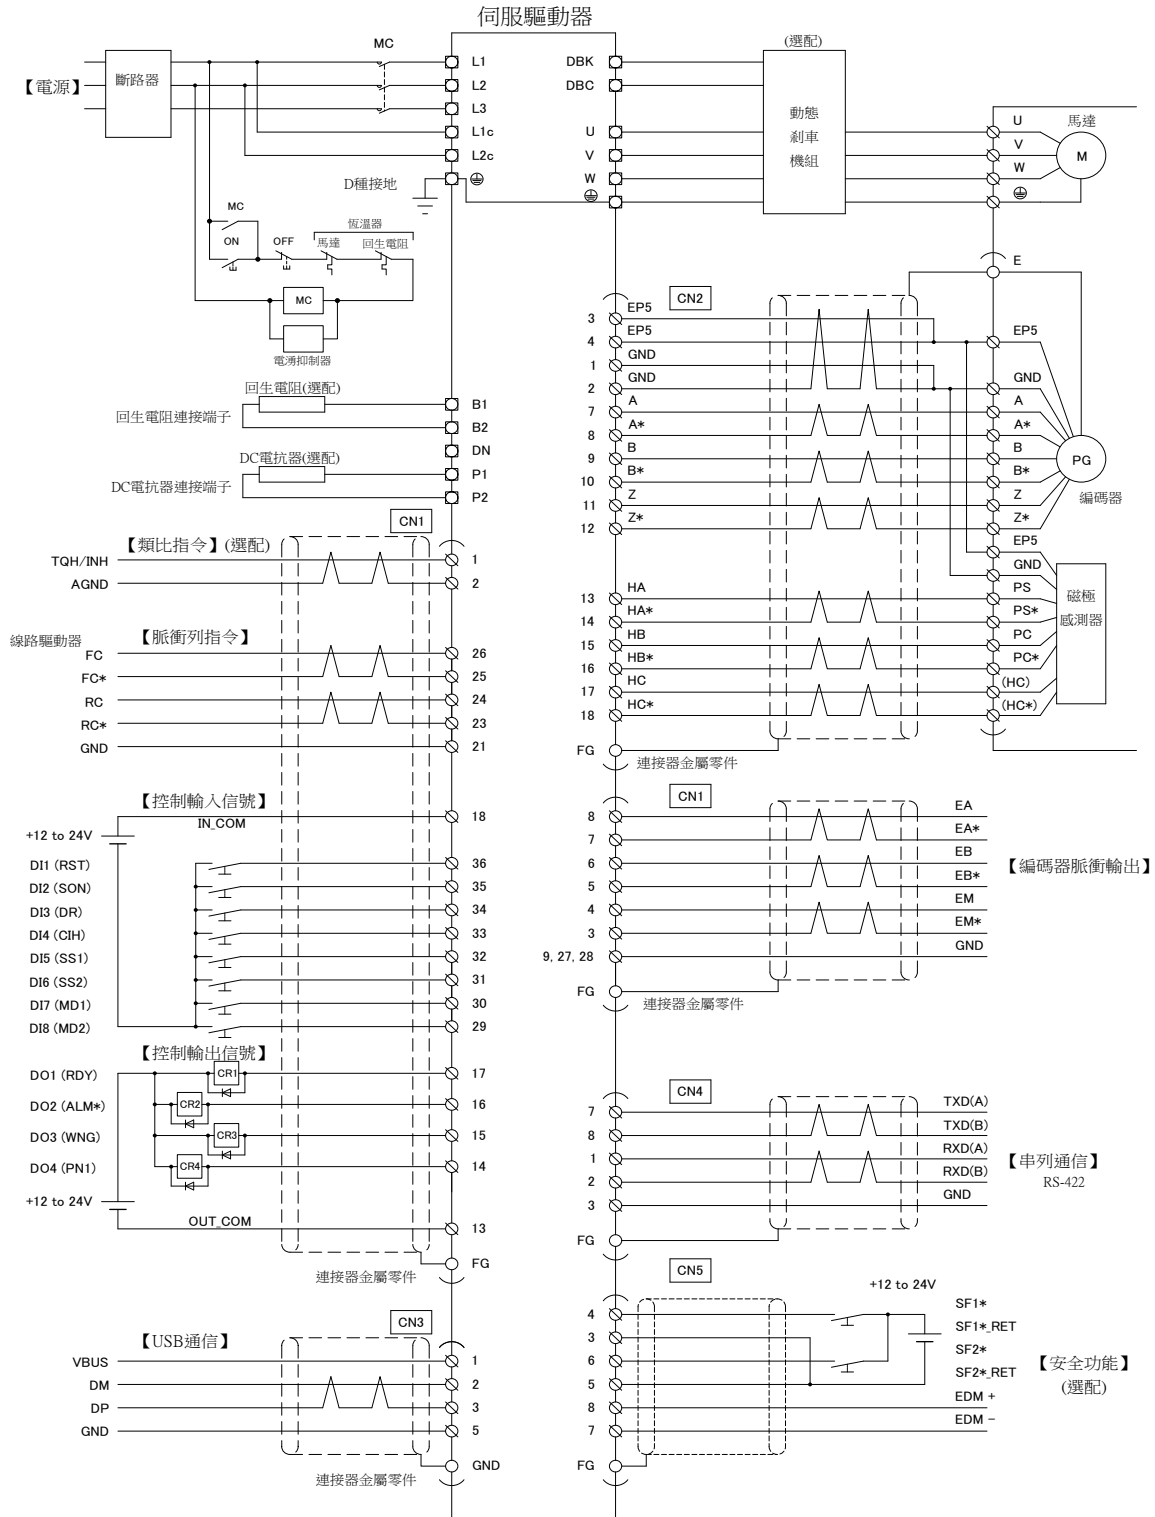 伺服驅動器
【電源】
斷路器
MC
L1
L2
L3
L1c
L2c
D種接地
MC
ON
OFF
恆溫器
馬達
回生電阻
MC
電湧抑制器
DBK
DBC
U
V
W
(選配)
動態
剎車
機組
U
V
W
馬達
M
回生電阻(選配)
回生電阻連接端子
B1
B2
DN
DC電抗器(選配)
DC電抗器連接端子
P1
P2
CN2
3 EP5
4 EP5
1 GND
2 GND
7 A
8 A*
9 B
10 B*
11 Z
12 Z*
13 HA
14 HA*
15 HB
16 HB*
17 HC
18 HC*
FG
連接器金屬零件
E
EP5
GND
A
A*
B
B*
Z
Z*
PG
編碼器
EP5
GND
PS
PS*
PC
PC*
(HC)
(HC*)
磁極
感測器
CN1
【類比指令】(選配)
TQH/INH 1
AGND 2
【脈衝列指令】
線路驅動器
FC 26
FC* 25
RC 24
RC* 23
GND 21
【控制輸入信號】
IN_COM 18
+12 to 24V
DI1 (RST) 36
DI2 (SON) 35
DI3 (DR) 34
DI4 (CIH) 33
DI5 (SS1) 32
DI6 (SS2) 31
DI7 (MD1) 30
DI8 (MD2) 29
【控制輸出信號】
DO1 (RDY) CR1 17
DO2 (ALM*) CR2 16
DO3 (WNG) CR3 15
DO4 (PN1) CR4 14
+12 to 24V
OUT_COM 13
FG
連接器金屬零件
CN3
【USB通信】
VBUS 1
DM 2
DP 3
GND 5
GND
連接器金屬零件
CN1
8 EA
7 EA*
6 EB
5 EB*
4 EM
3 EM*
9, 27, 28 GND
FG
連接器金屬零件
【編碼器脈衝輸出】
CN4
7 TXD(A)
8 TXD(B)
1 RXD(A)
2 RXD(B)
3 GND
FG
【串列通信】
RS-422
CN5
+12 to 24V
4 SF1*
3 SF1*_RET
6 SF2*
5 SF2*_RET
8 EDM +
7 EDM −
FG
【安全功能】
(選配)